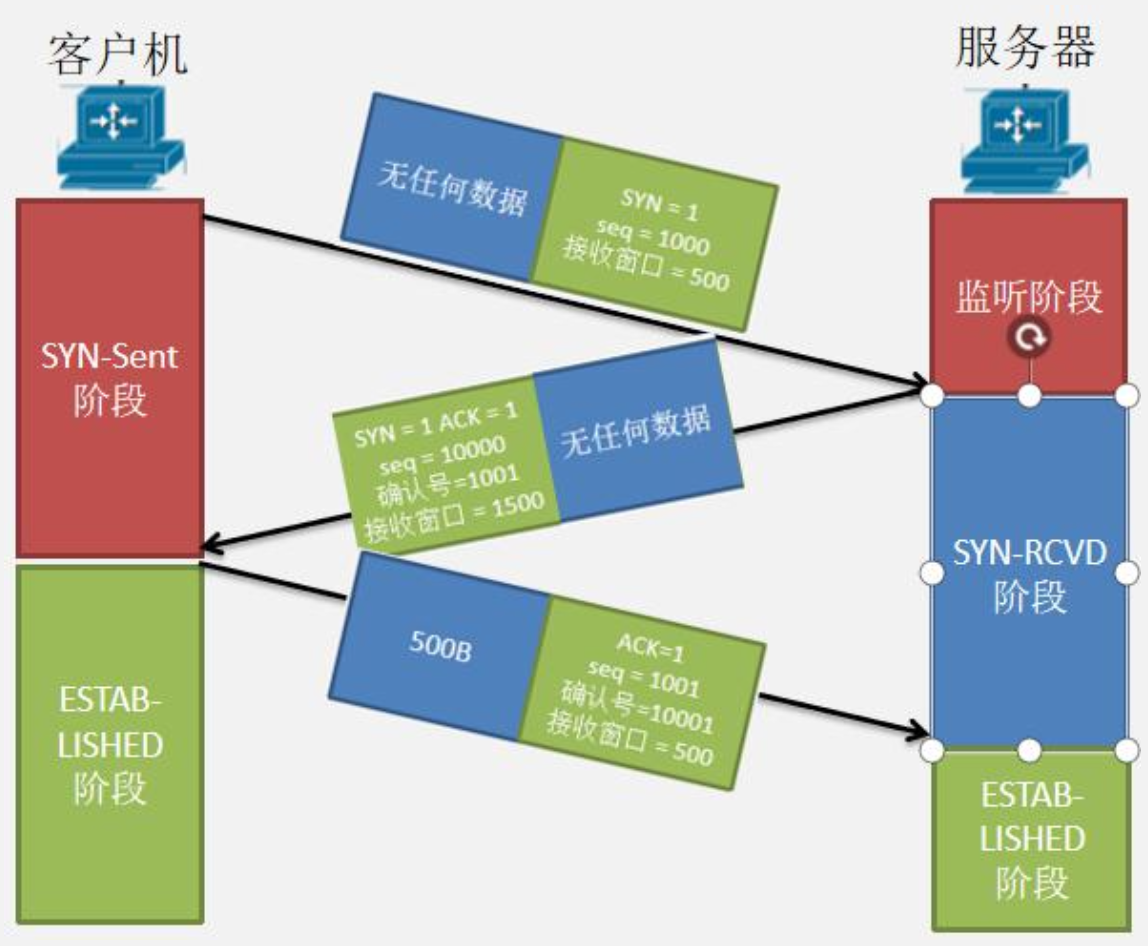 客户机
服务器
无任何数据
SYN = 1
seq = 1000
接收窗口 = 500
监听阶段
SYN-Sent
阶段
SYN = 1 ACK = 1
seq = 10000
确认号=1001
接收窗口 = 1500
无任何数据
SYN-RCVD
阶段
500B
ACK=1
seq = 1001
确认号=10001
接收窗口 = 500
ESTAB-
LISHED
阶段
ESTAB-
LISHED
阶段